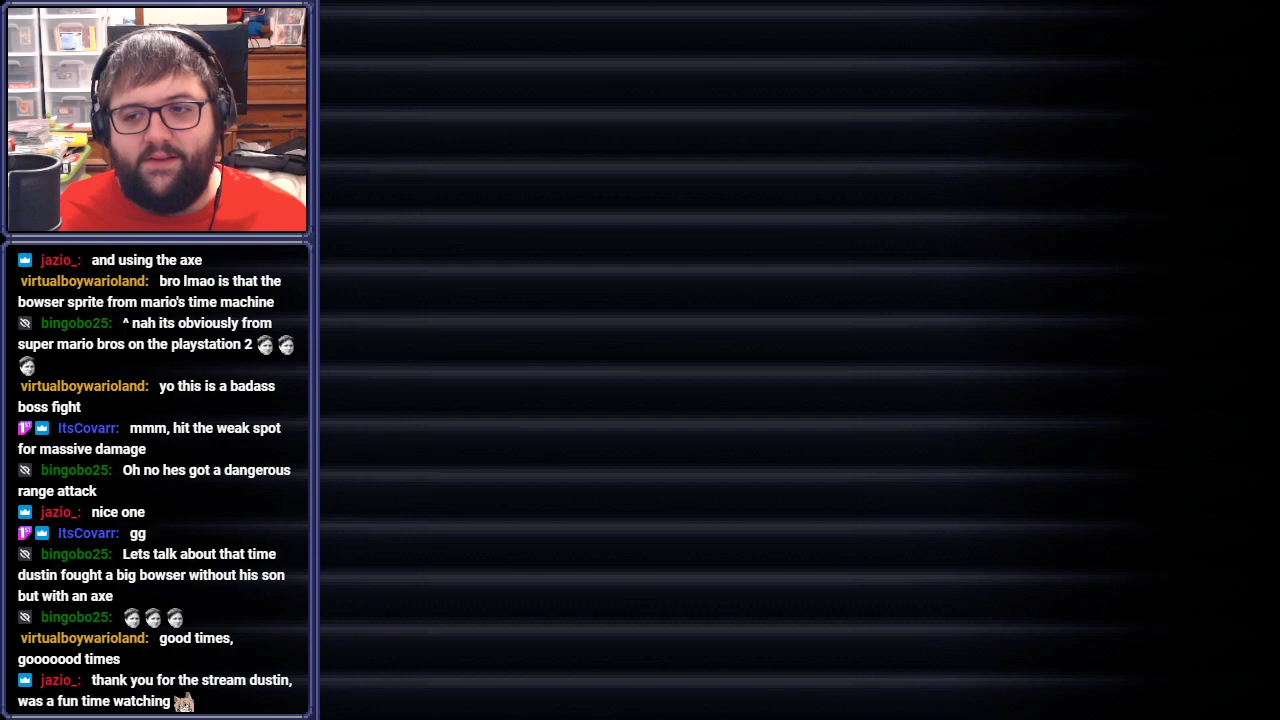 jazio_: and using the axe
virtualboywarioland: bro lmao is that the
bowser sprite from mario's time machine
bingobo25: ^ nah its obviously from
super mario bros on the playstation 2
virtualboywarioland: yo this is a badass
boss fight
1ST ItsCovarr: mmm, hit the weak spot
for massive damage
bingobo25: Oh no hes got a dangerous
range attack
jazio_: nice one
1ST ItsCovarr: gg
bingobo25: Lets talk about that time
dustin fought a big bowser without his son
but with an axe
bingobo25:
virtualboywarioland: good times,
gooooood times
jazio_: thank you for the stream dustin,
was a fun time watching